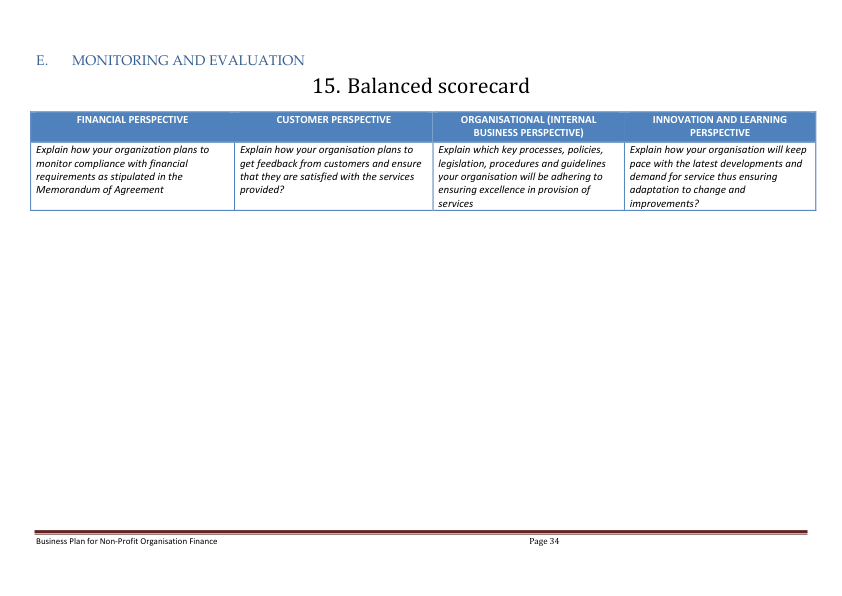 E. MONITORING AND EVALUATION
15. Balanced scorecard
FINANCIAL PERSPECTIVE
Explain how your organization plans to
monitor compliance with financial
requirements as stipulated in the
Memorandum of Agreement
CUSTOMER PERSPECTIVE
Explain how your organisation plans to
get feedback from customers and ensure
that they are satisfied with the services
provided?
ORGANISATIONAL (INTERNAL
BUSINESS PERSPECTIVE)
Explain which key processes, policies,
legislation, procedures and guidelines
your organisation will be adhering to
ensuring excellence in provision of
services
INNOVATION AND LEARNING
PERSPECTIVE
Explain how your organisation will keep
pace with the latest developments and
demand for service thus ensuring
adaptation to change and
improvements?
Business Plan for Non-Profit Organisation Finance
Page 34